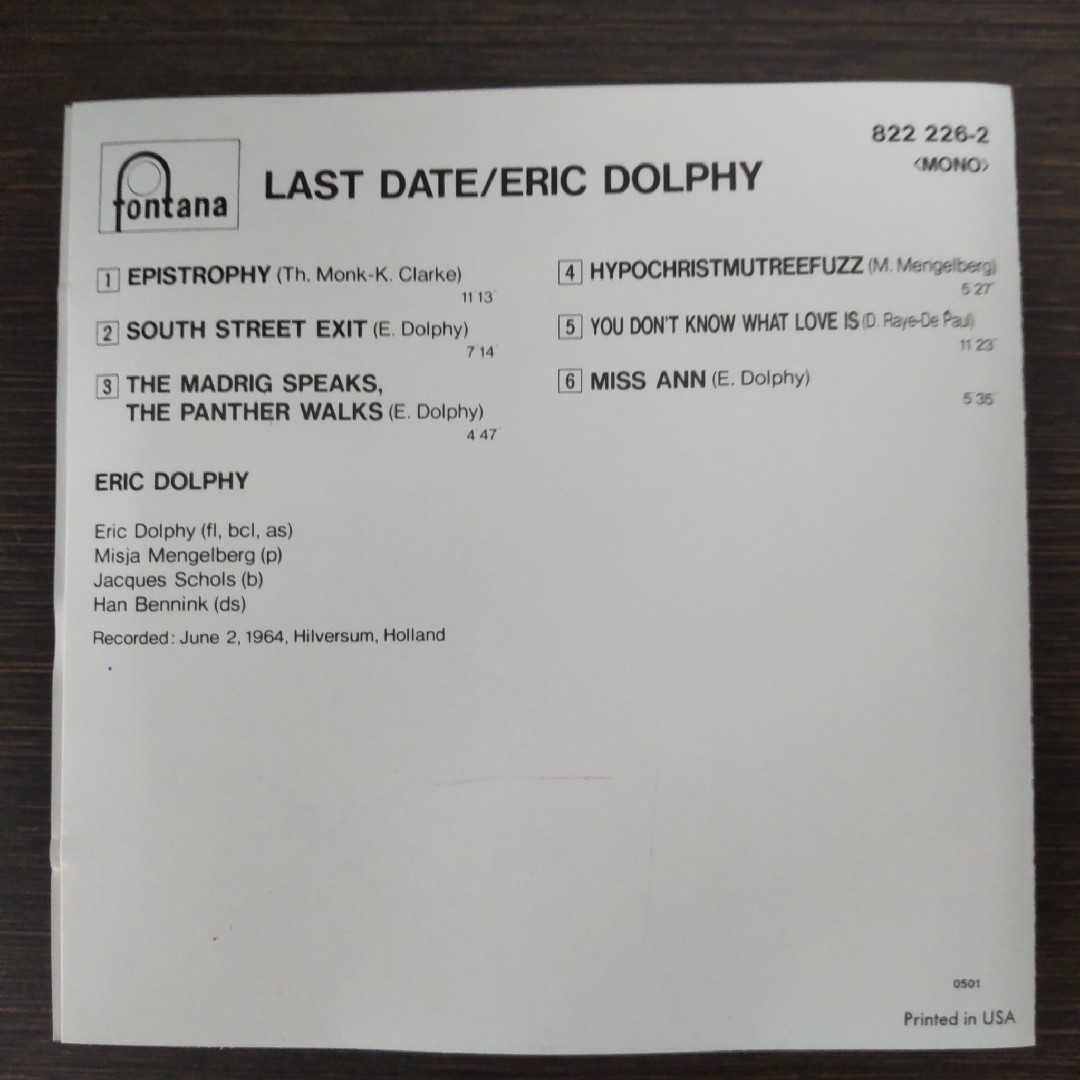 fontana
LAST DATE/ERIC DOLPHY
822 226-2
<MONO>
1 EPISTROPHY (Th. Monk-K. Clarke)
11 13
2 SOUTH STREET EXIT (E. Dolphy)
7 14
3 THE MADRIG SPEAKS,
THE PANTHER WALKS (E. Dolphy)
4 47
4 HYPOCHRISTMUTREEFUZZ (M. Mengelberg)
5 27
5 YOU DON'T KNOW WHAT LOVE IS (D. Raye-De Paul)
11 23
6 MISS ANN (E. Dolphy)
5 35
ERIC DOLPHY
Eric Dolphy (fl, bcl, as)
Misja Mengelberg (p)
Jacques Schols (b)
Han Bennink (ds)
Recorded: June 2, 1964, Hilversum, Holland
0501
Printed in USA